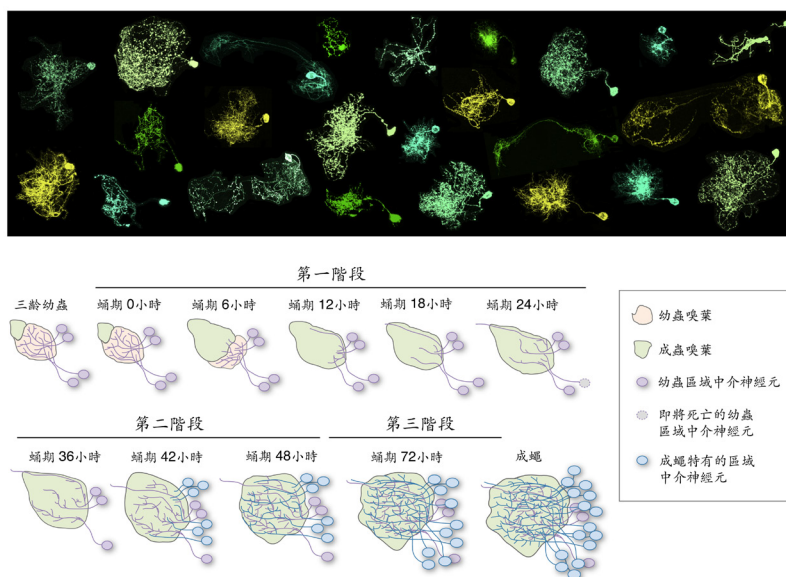 第一階段
三齡幼蟲
蛹期 0小時
蛹期 6小時
蛹期 12小時
蛹期 18小時
蛹期 24小時
第二階段
第三階段
蛹期 36小時
蛹期 42小時
蛹期 48小時
蛹期 72小時
成蠅
幼蟲嗅葉
成蟲嗅葉
幼蟲區域中介神經元
即將死亡的幼蟲
區域中介神經元
成蠅特有的區域
中介神經元